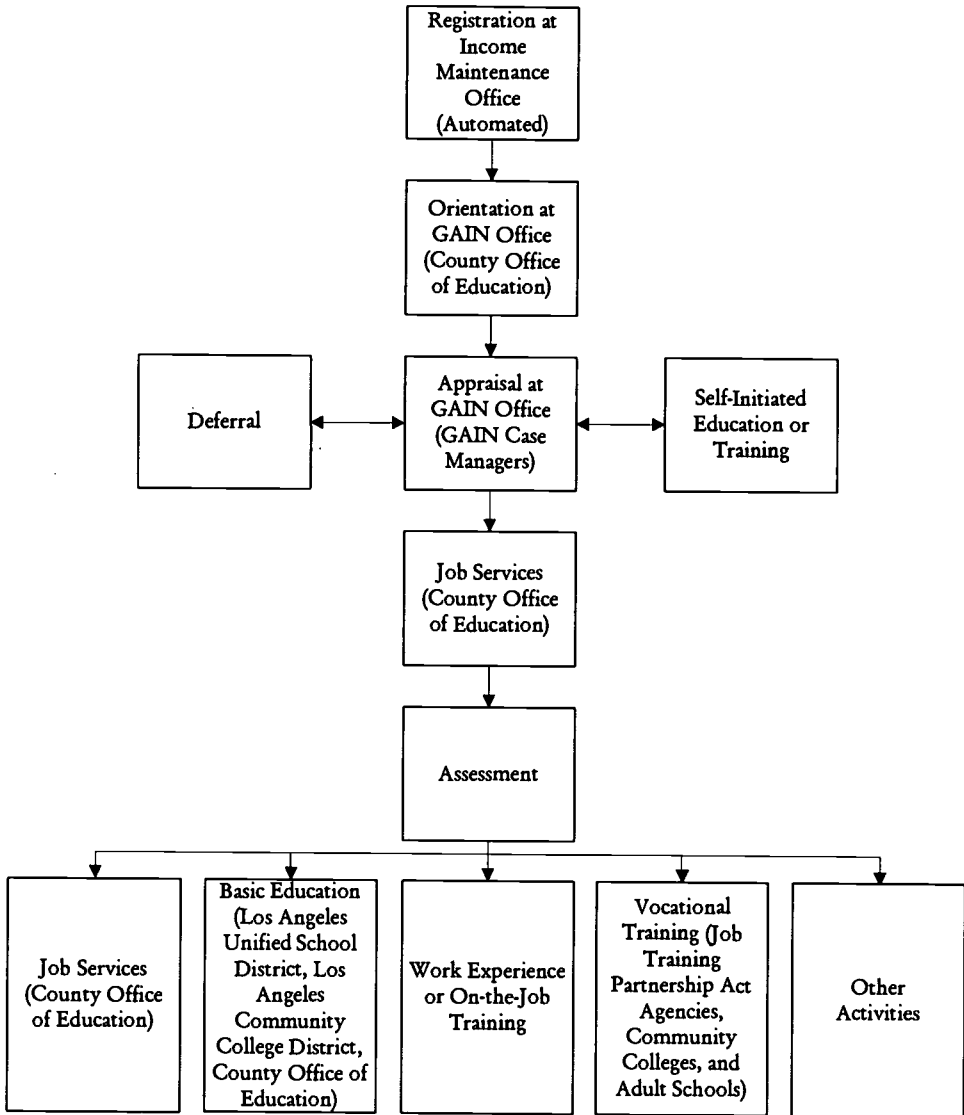 Registration at
Income
Maintenance
Office
(Automated)
Orientation at
GAIN Office
(County Office
of Education)
Deferral
Appraisal at
GAIN Office
(GAIN Case
Managers)
Self-Initiated
Education or
Training
Job Services
(County Office
of Education)
Assessment
Job Services
(County Office
of Education)
Basic Education
(Los Angeles
Unified School
District, Los
Angeles
Community
College District,
County Office of
Education)
Work Experience
or On-the-Job
Training
Vocational
Training (Job
Training
Partnership Act
Agencies,
Community
Colleges, and
Adult Schools)
Other
Activities